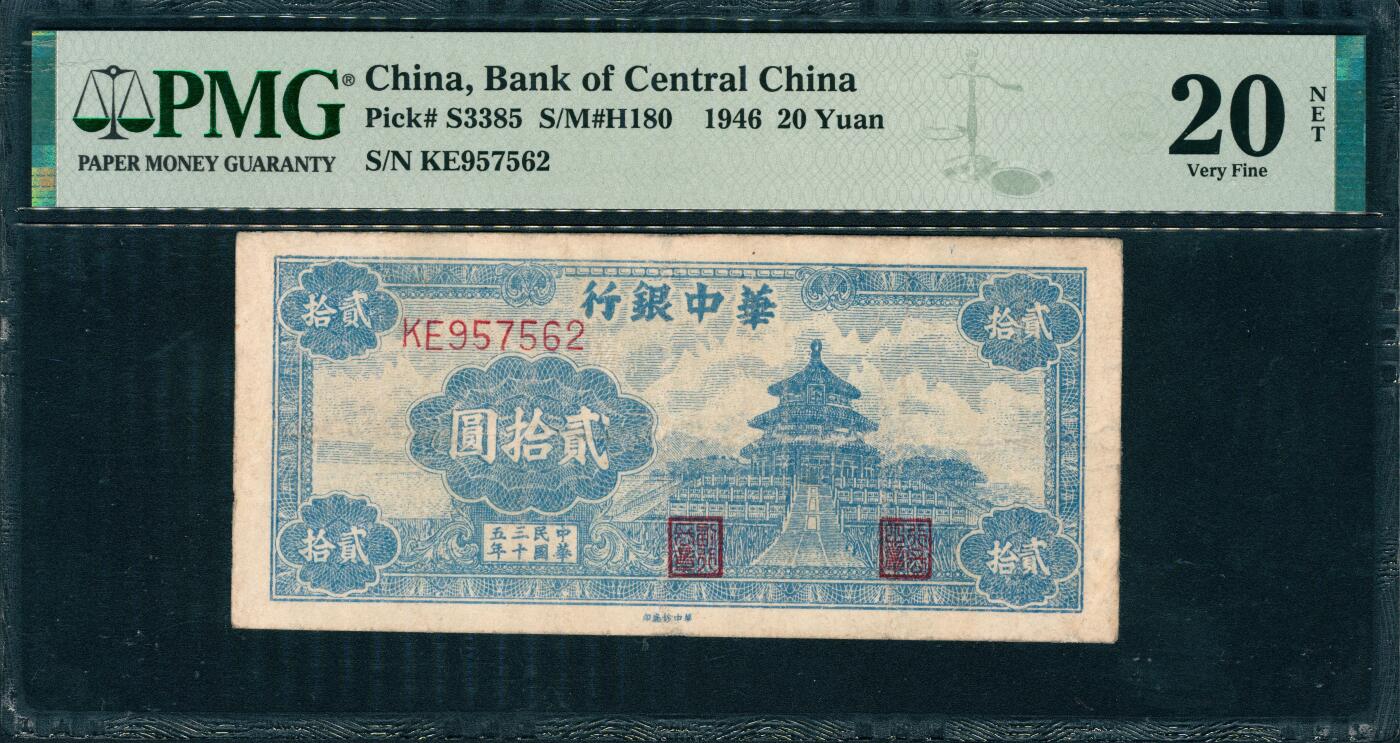 PMG®
PAPER MONEY GUARANTY
China, Bank of Central China
Pick# S3385 S/M#H180 1946 20 Yuan
S/N KE957562
20
NET
Very Fine
行銀中華
拾貳
拾貳
KE957562
圓拾貳
五三民中
年十國華
拾貳
拾貳